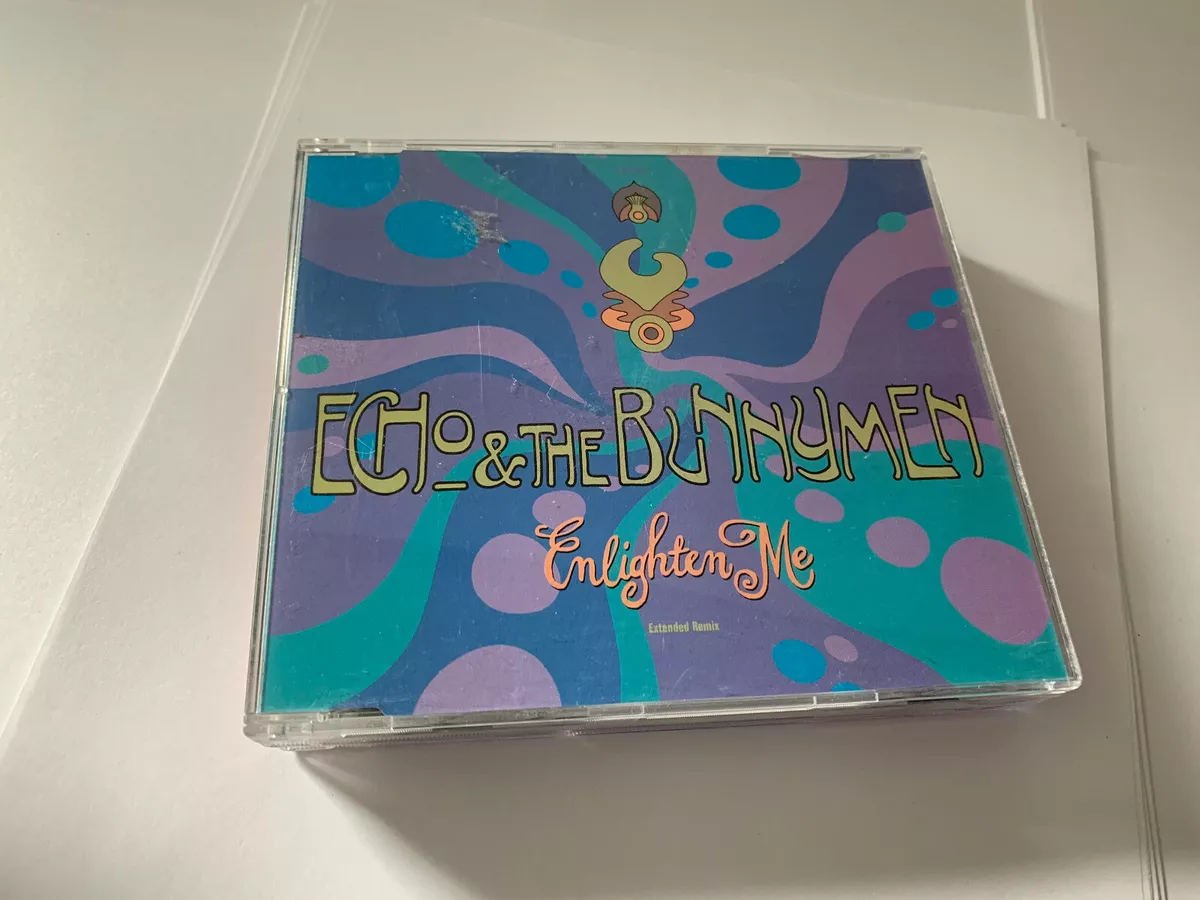 ECHO & THE BUNNYMEN
Enlighten Me
Extended Remix